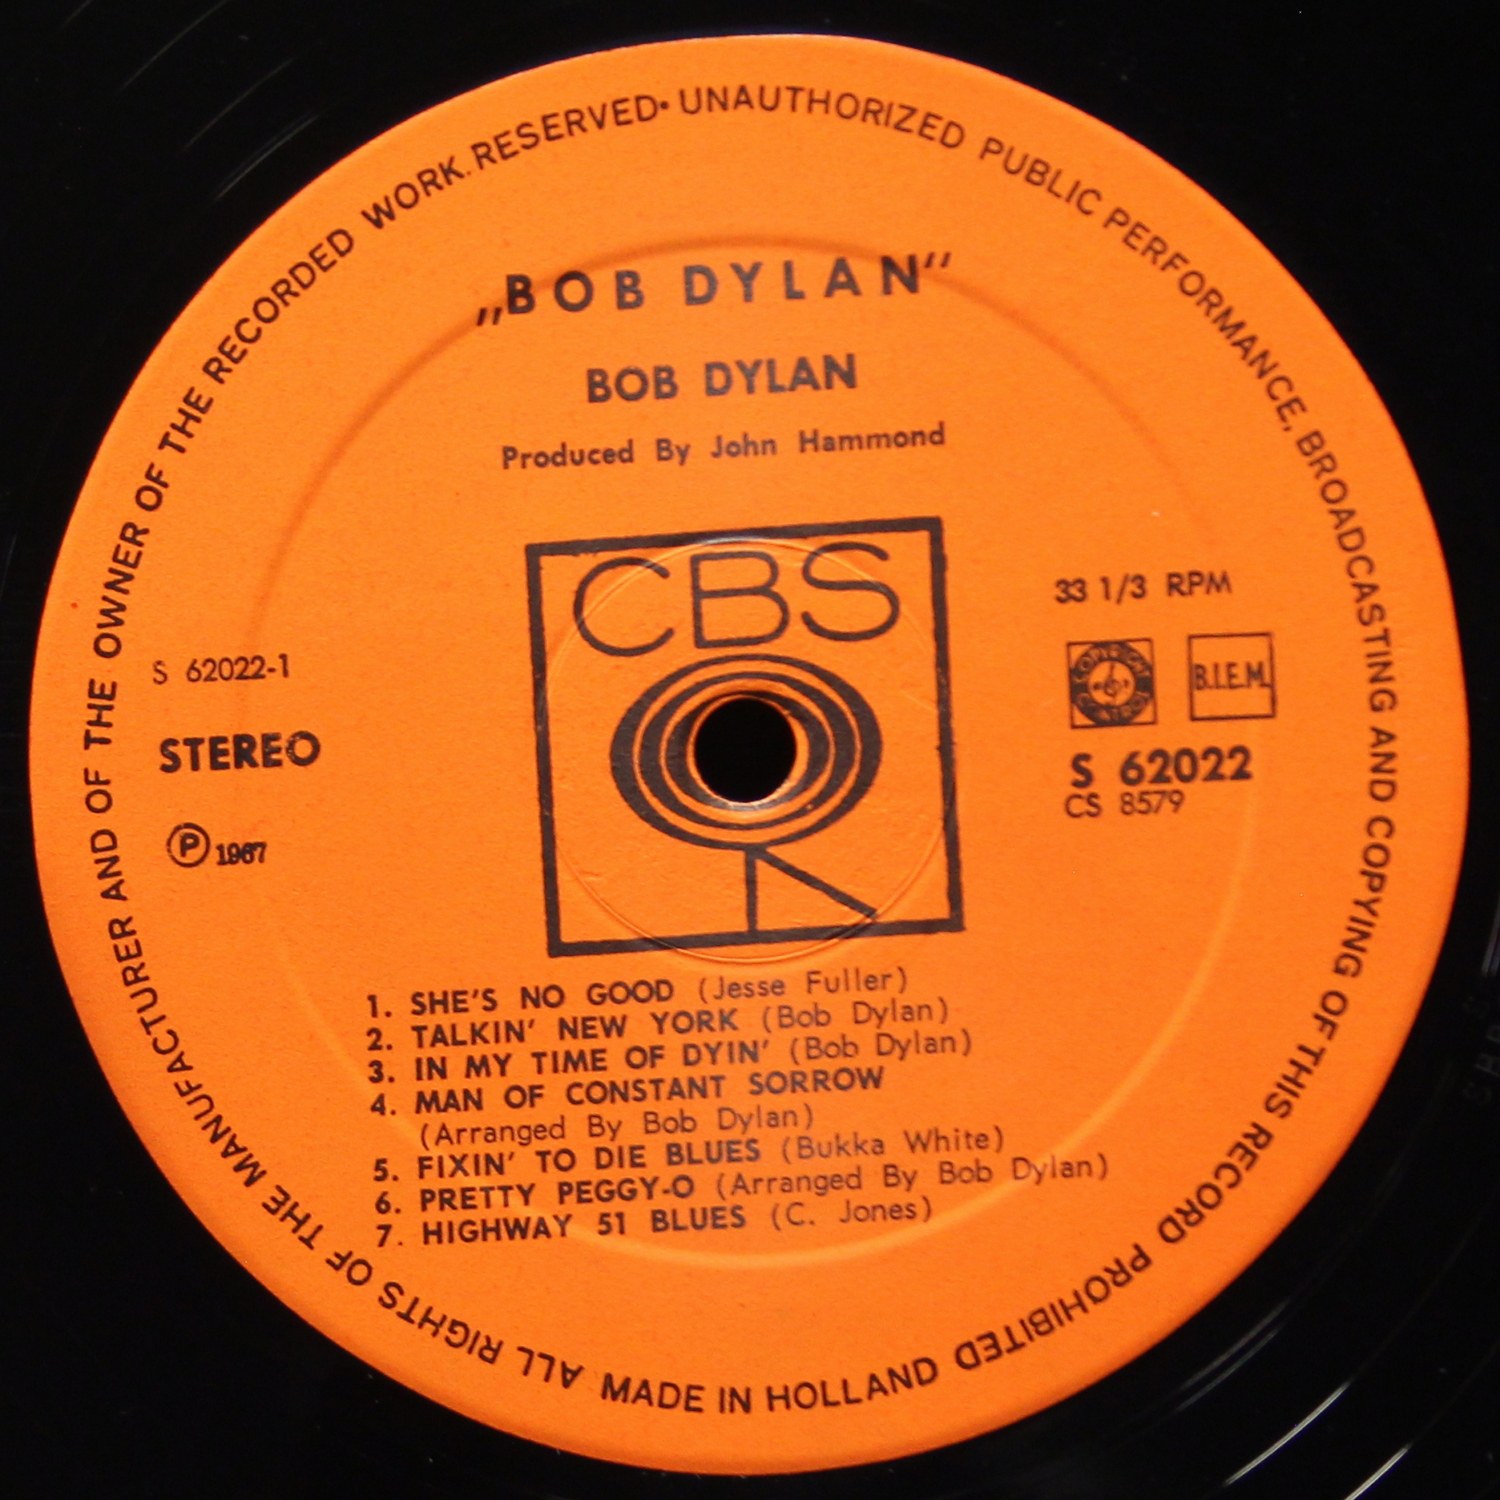 ALL RIGHTS OF THE MANUFACTURER AND OF THE OWNER OF THE RECORDED WORK. RESERVED • UNAUTHORIZED PUBLIC PERFORMANCE, BROADCASTING AND COPYING OF THIS RECORD PROHIBITED
„BOB DYLAN“
BOB DYLAN
Produced By John Hammond
CBS
33 1/3 RPM
S 62022-1
COPYRIGHT CONTROL
B.I.E.M.
STEREO
S 62022
CS 8579
Ⓟ 1967
1. SHE'S NO GOOD (Jesse Fuller)
2. TALKIN' NEW YORK (Bob Dylan)
3. IN MY TIME OF DYIN' (Bob Dylan)
4. MAN OF CONSTANT SORROW
(Arranged By Bob Dylan)
5. FIXIN' TO DIE BLUES (Bukka White)
6. PRETTY PEGGY-O (Arranged By Bob Dylan)
7. HIGHWAY 51 BLUES (C. Jones)
MADE IN HOLLAND